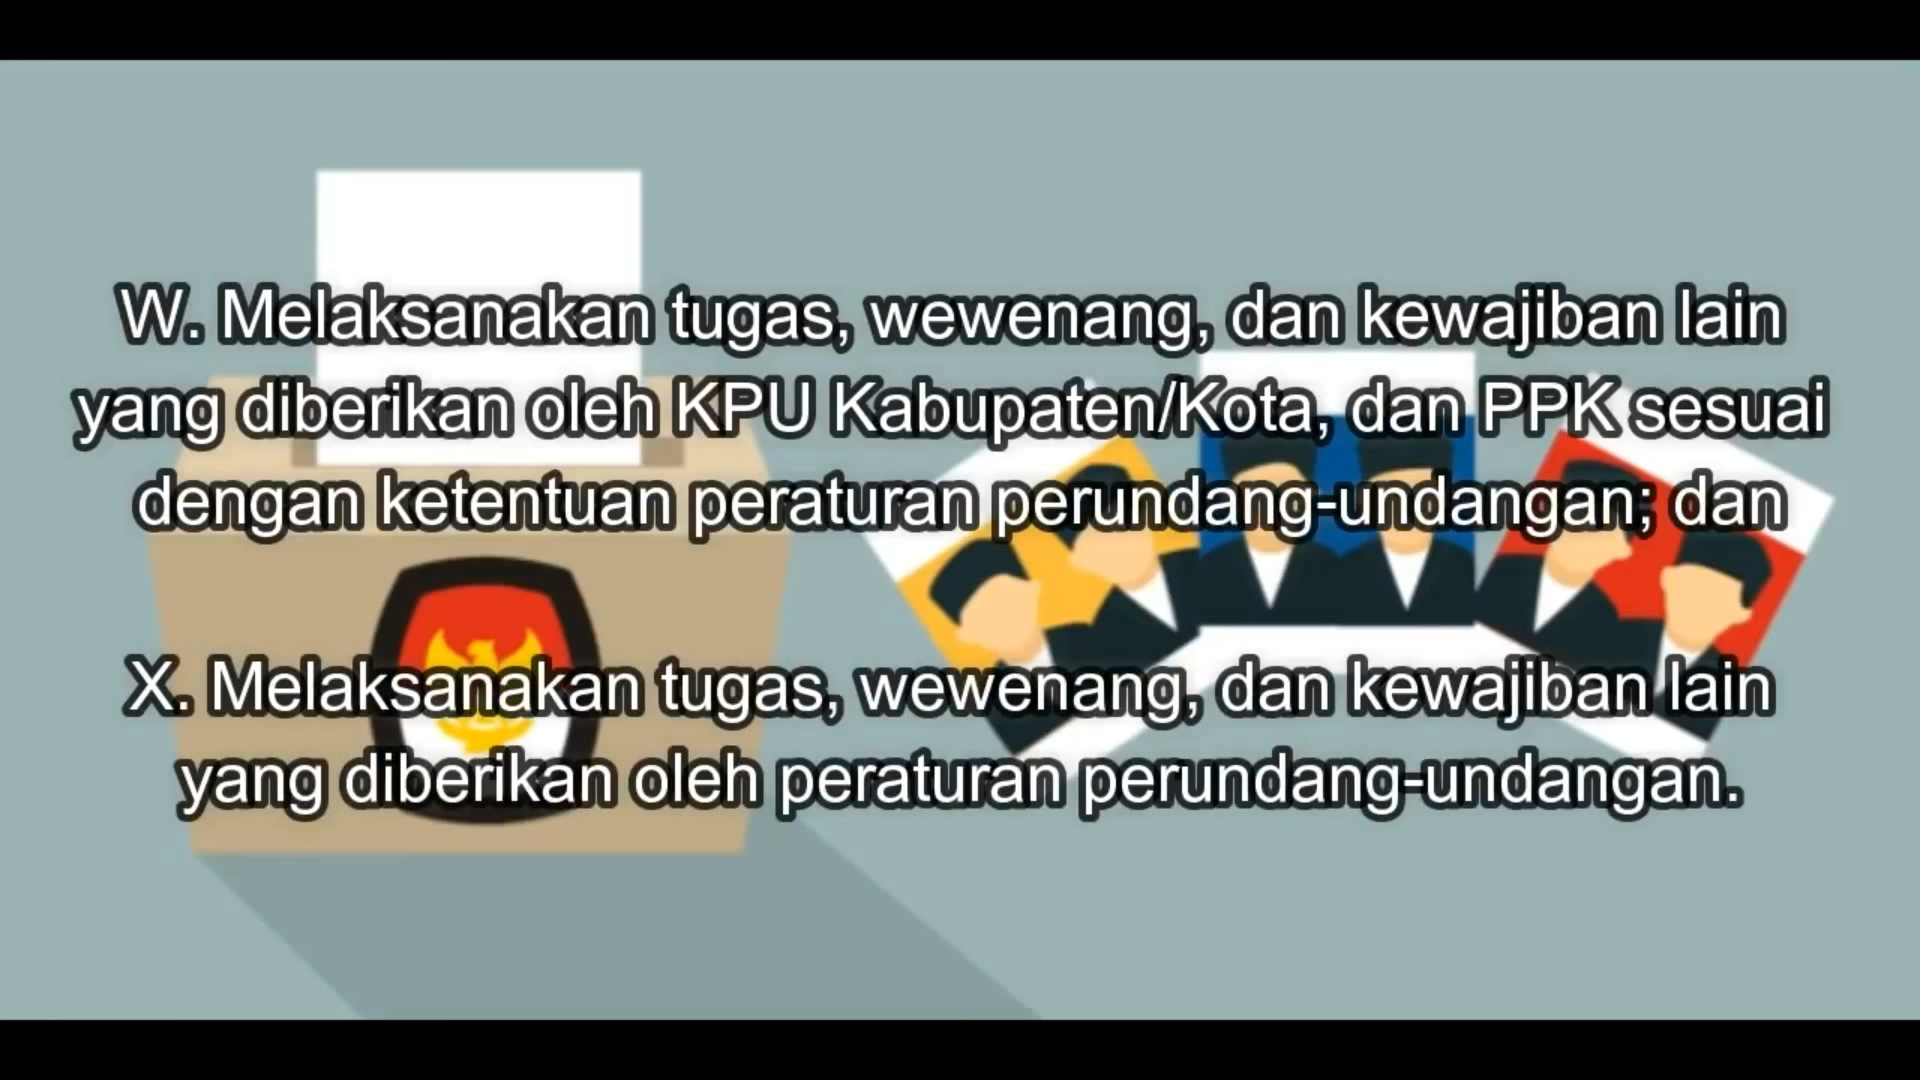 W. Melaksanakan tugas, wewenang, dan kewajiban lain
yang diberikan oleh KPU Kabupaten/Kota, dan PPK sesuai
dengan ketentuan peraturan perundang-undangan; dan
X. Melaksanakan tugas, wewenang, dan kewajiban lain
yang diberikan oleh peraturan perundang-undangan.